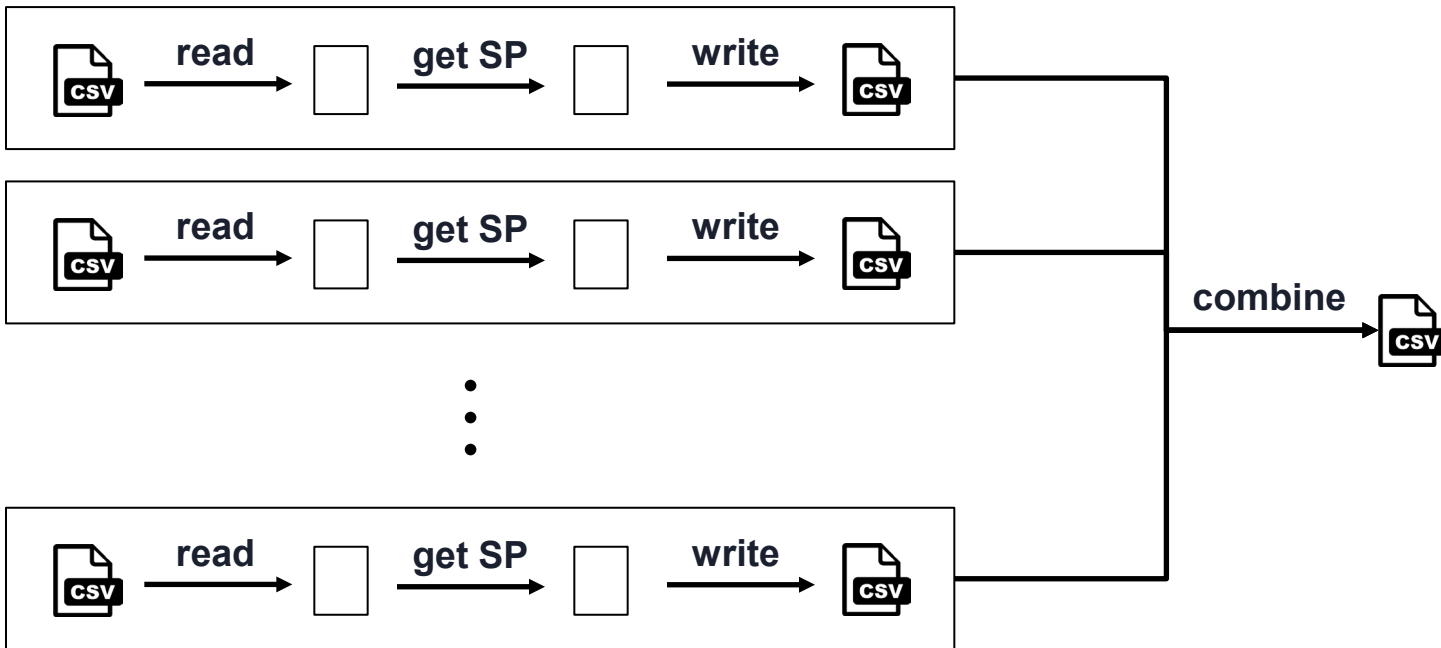 read get SP write
CSV CSV
read get SP write
CSV CSV
combine
CSV
read get SP write
CSV CSV